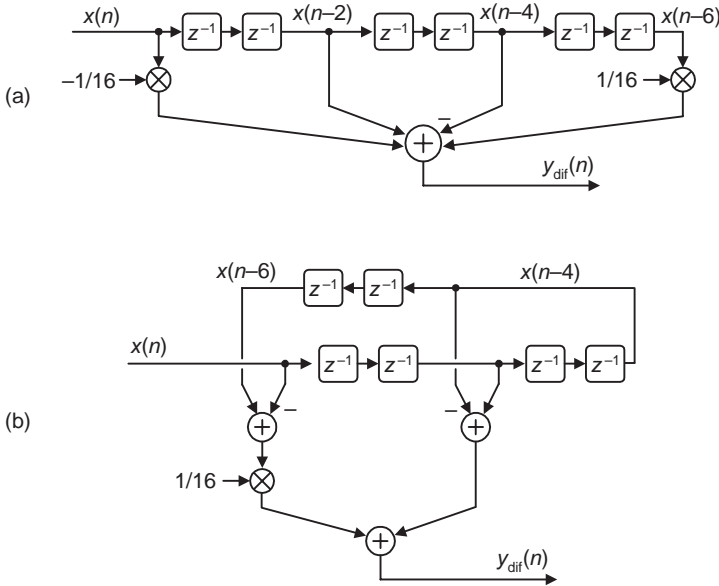 x(n) z⁻¹ z⁻¹ x(n–2) z⁻¹ z⁻¹ x(n–4) z⁻¹ z⁻¹ x(n–6)
(a) –1/16 1/16
– +
y_dif(n)
x(n–6) z⁻¹ z⁻¹ x(n–4)
x(n) z⁻¹ z⁻¹ z⁻¹ z⁻¹
(b) + – – +
1/16
+
y_dif(n)